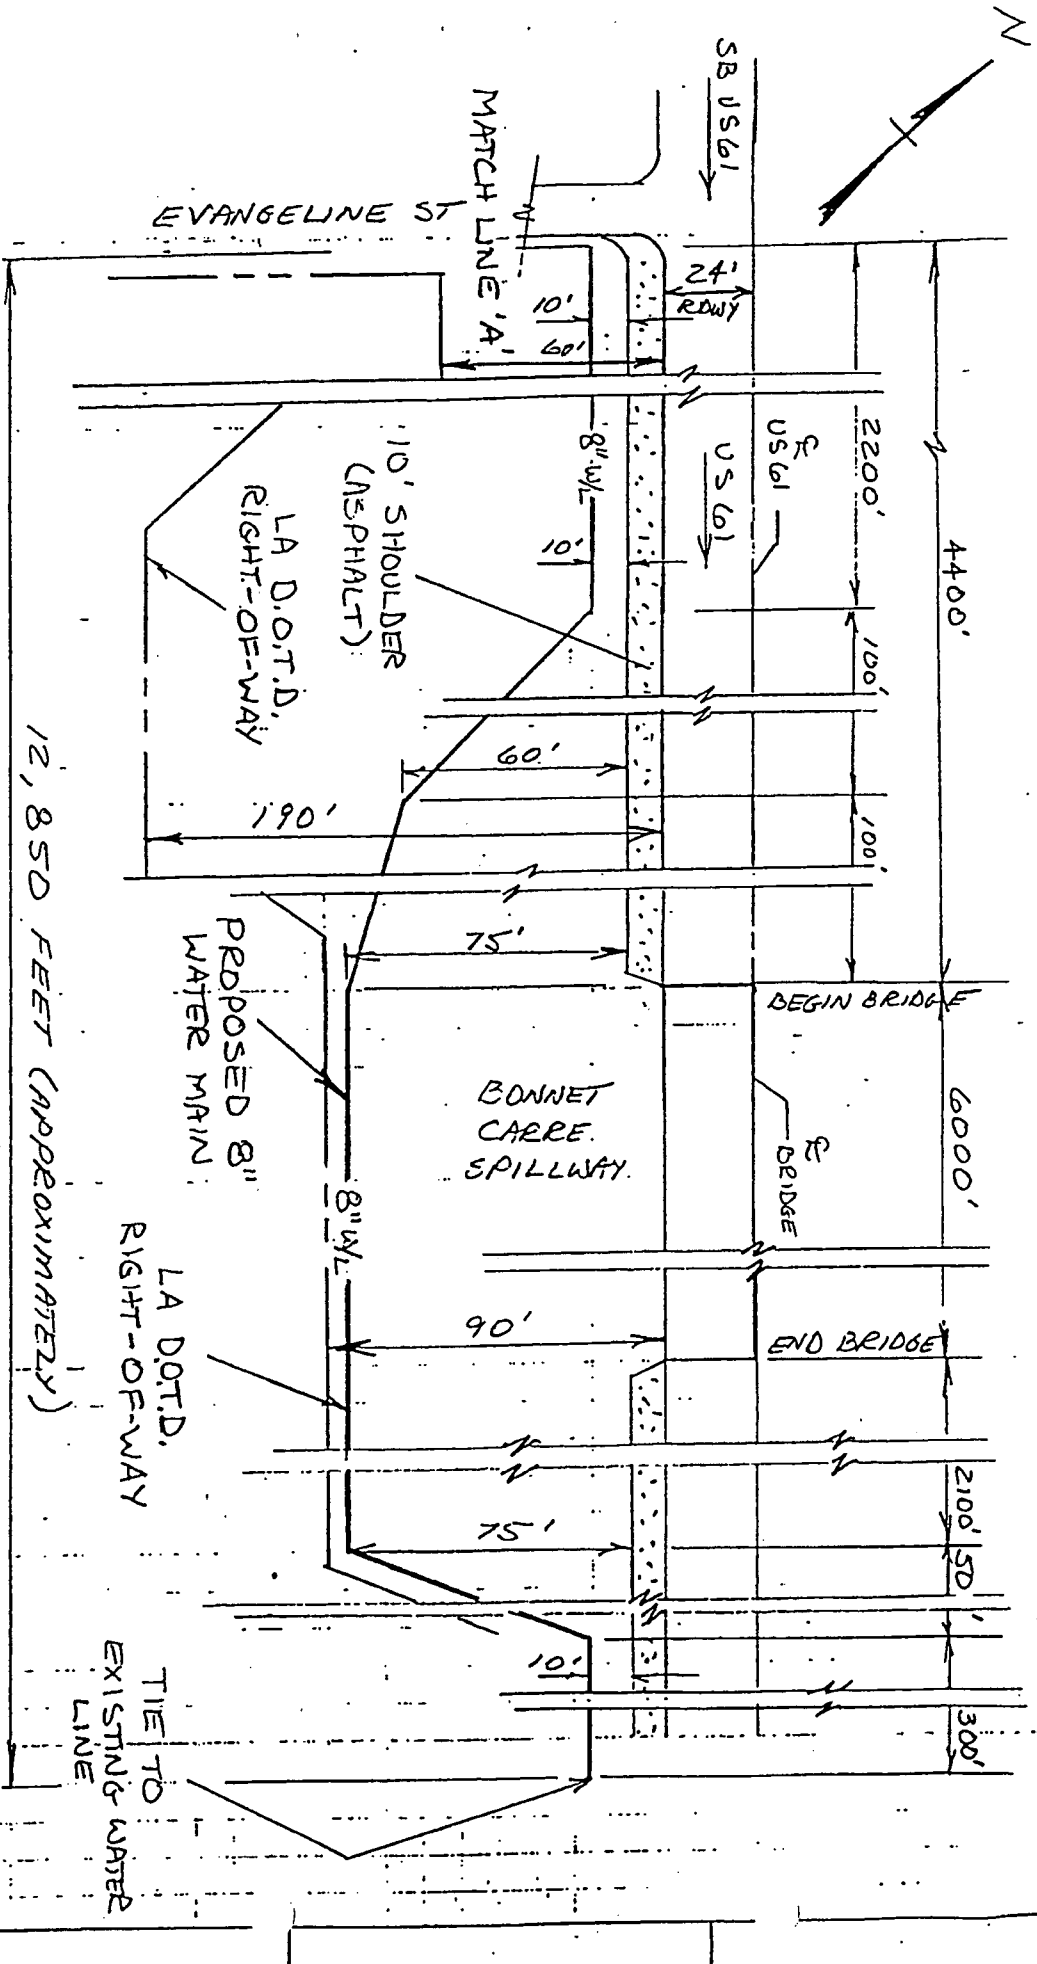 N
SB US61
MATCH LINE 'A'
EVANGELINE ST
24'
RDWY
10'
60'
2200'
4400'
℄
US61
US 61
8" W/L
10'
10' SHOULDER
(ASPHALT)
LA D.O.T.D.
RIGHT-OF-WAY
100'
60'
190'
100'
75'
BEGIN BRIDGE
PROPOSED 8"
WATER MAIN
BONNET
CARRE.
SPILLWAY.
℄
BRIDGE
6000'
8" W/L
90'
END BRIDGE
LA D.O.T.D.
RIGHT-OF-WAY
2100'
75'
50'
10'
300'
TIE TO
EXISTING WATER
LINE
12,850 FEET (APPROXIMATELY)